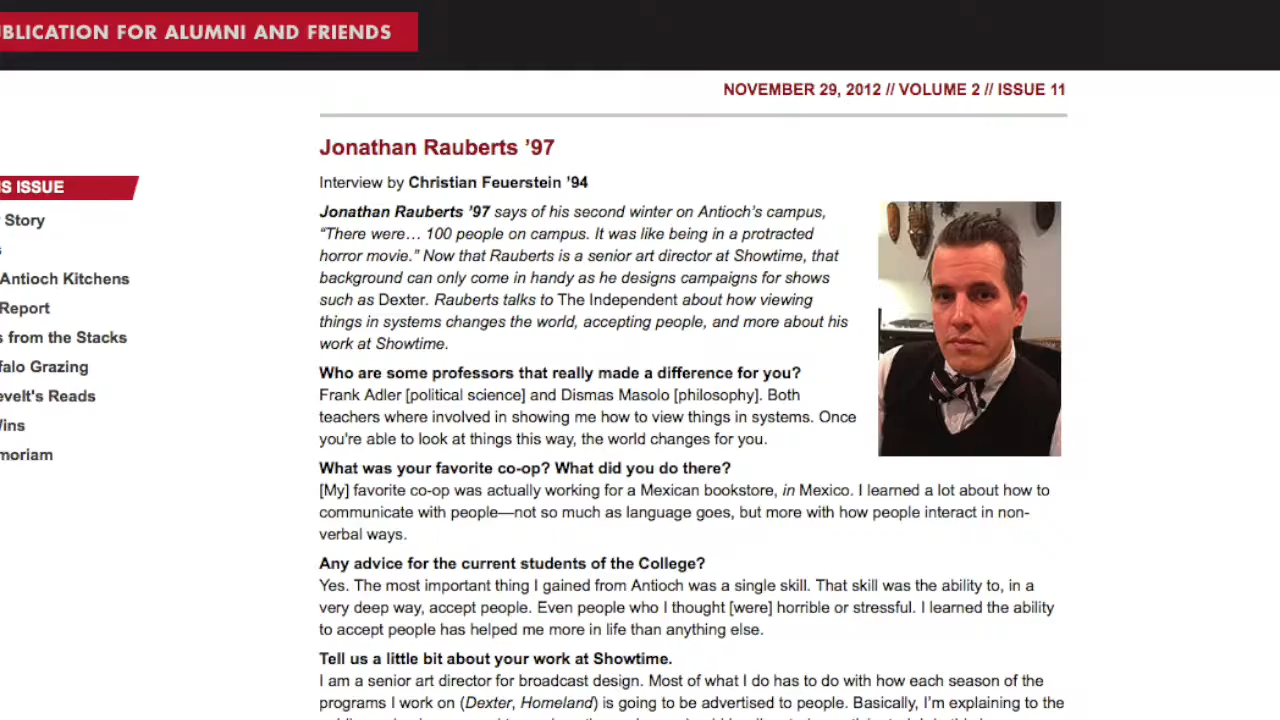 BLICATION FOR ALUMNI AND FRIENDS
NOVEMBER 29, 2012 // VOLUME 2 // ISSUE 11
S ISSUE
Story
Antioch Kitchens
Report
s from the Stacks
falo Grazing
evelt's Reads
Wins
moriam
Jonathan Rauberts ’97
Interview by Christian Feuerstein ’94
Jonathan Rauberts ’97 says of his second winter on Antioch’s campus,
“There were… 100 people on campus. It was like being in a protracted
horror movie.” Now that Rauberts is a senior art director at Showtime, that
background can only come in handy as he designs campaigns for shows
such as Dexter. Rauberts talks to The Independent about how viewing
things in systems changes the world, accepting people, and more about his
work at Showtime.
Who are some professors that really made a difference for you?
Frank Adler [political science] and Dismas Masolo [philosophy]. Both
teachers where involved in showing me how to view things in systems. Once
you're able to look at things this way, the world changes for you.
What was your favorite co-op? What did you do there?
[My] favorite co-op was actually working for a Mexican bookstore, in Mexico. I learned a lot about how to
communicate with people—not so much as language goes, but more with how people interact in non-
verbal ways.
Any advice for the current students of the College?
Yes. The most important thing I gained from Antioch was a single skill. That skill was the ability to, in a
very deep way, accept people. Even people who I thought [were] horrible or stressful. I learned the ability
to accept people has helped me more in life than anything else.
Tell us a little bit about your work at Showtime.
I am a senior art director for broadcast design. Most of what I do has to do with how each season of the
programs I work on (Dexter, Homeland) is going to be advertised to people. Basically, I’m explaining to the